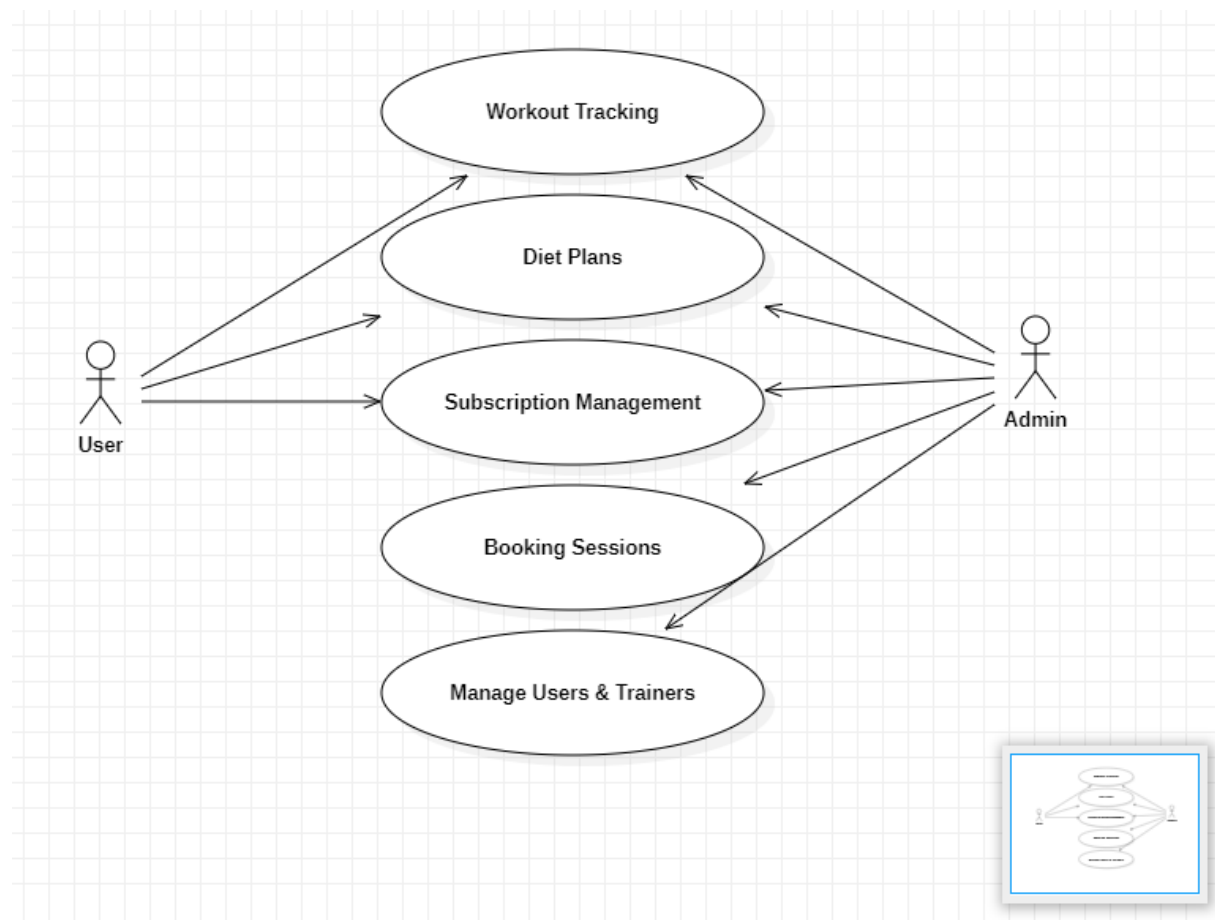 Workout Tracking
Diet Plans
Subscription Management
User
Admin
Booking Sessions
Manage Users & Trainers